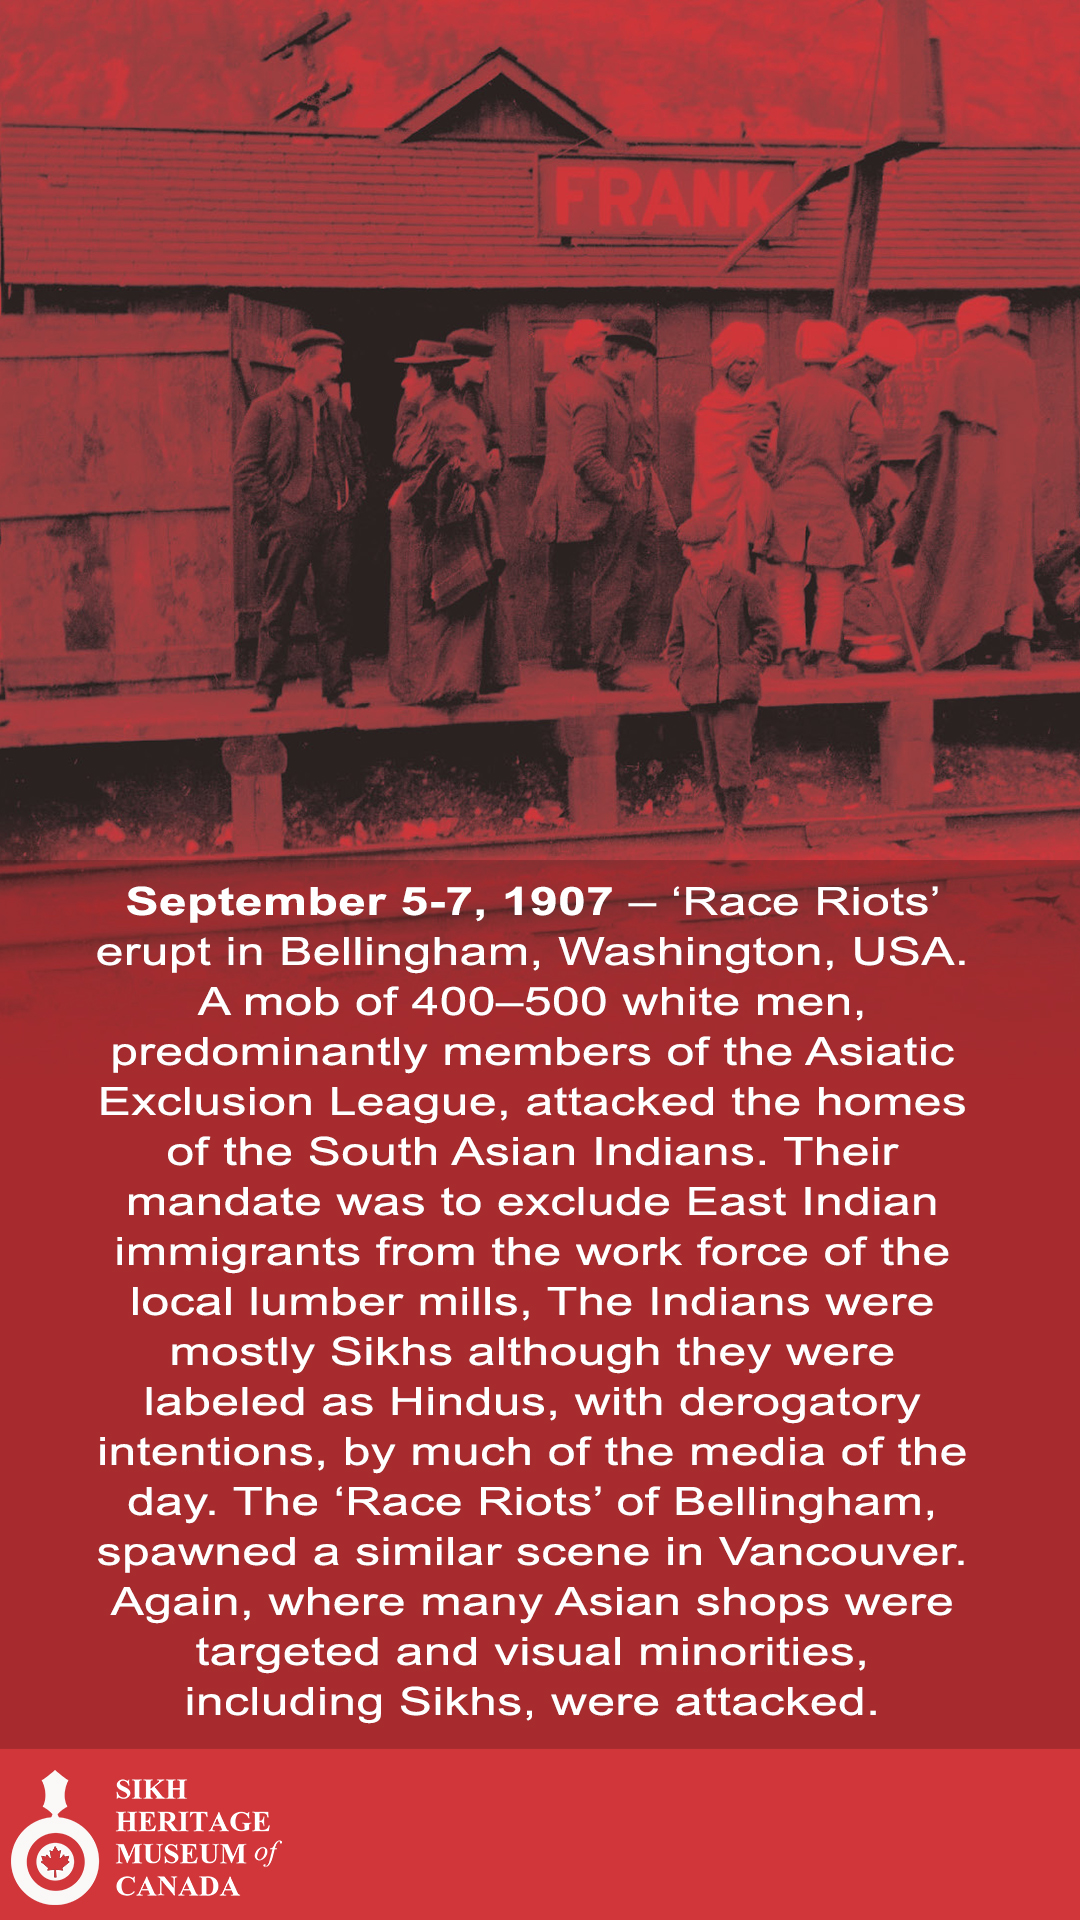 FRANK
September 5-7, 1907 – ‘Race Riots’
erupt in Bellingham, Washington, USA.
A mob of 400–500 white men,
predominantly members of the Asiatic
Exclusion League, attacked the homes
of the South Asian Indians. Their
mandate was to exclude East Indian
immigrants from the work force of the
local lumber mills, The Indians were
mostly Sikhs although they were
labeled as Hindus, with derogatory
intentions, by much of the media of the
day. The ‘Race Riots’ of Bellingham,
spawned a similar scene in Vancouver.
Again, where many Asian shops were
targeted and visual minorities,
including Sikhs, were attacked.
SIKH
HERITAGE
MUSEUM of
CANADA